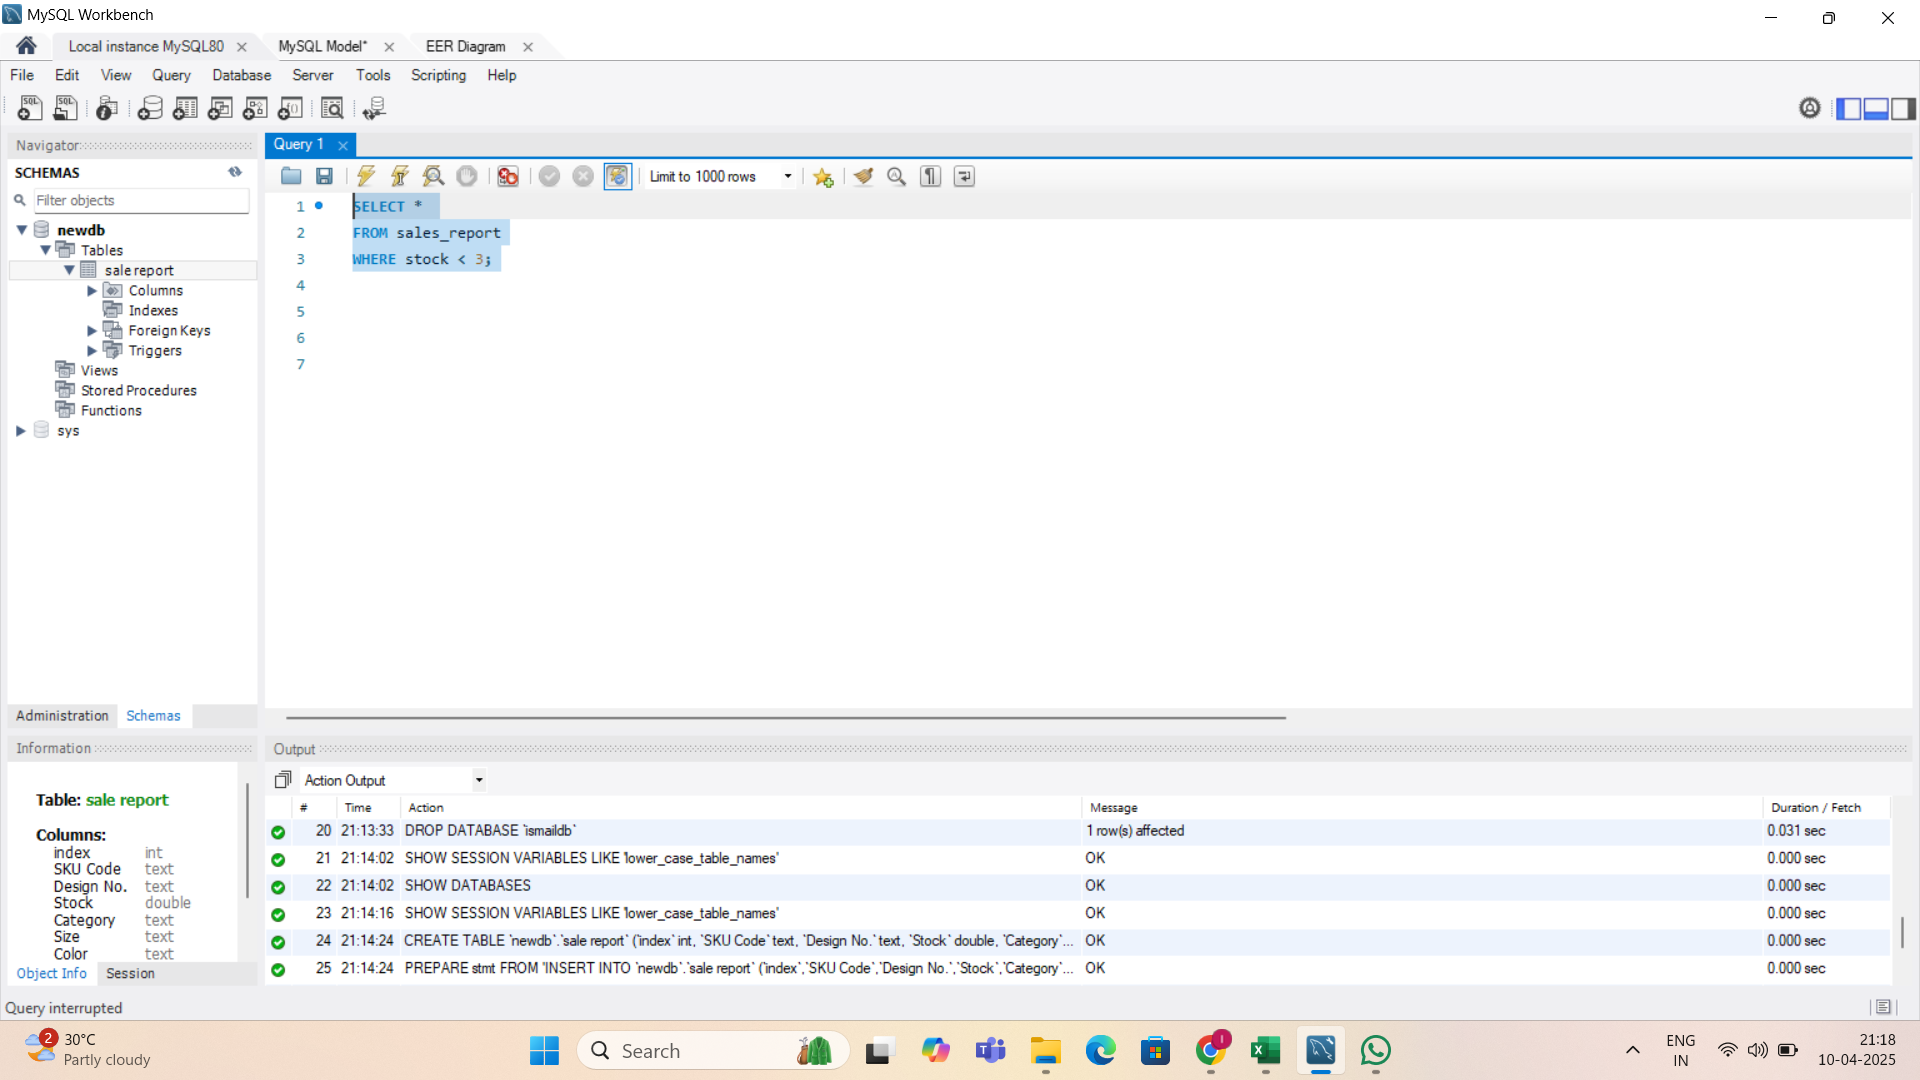 MySQL Workbench
Local instance MySQL80
MySQL Model*
EER Diagram
File Edit View Query Database Server Tools Scripting Help
Navigator
SCHEMAS
Filter objects
newdb
Tables
sale report
Columns
Indexes
Foreign Keys
Triggers
Views
Stored Procedures
Functions
sys
Administration Schemas
Information
Table: sale report
Columns:
index int
SKU Code text
Design No. text
Stock double
Category text
Size text
Color text
Object Info Session
Query 1
Limit to 1000 rows
1 SELECT *
2 FROM sales_report
3 WHERE stock < 3;
4
5
6
7
Output
Action Output
# Time Action Message Duration / Fetch
20 21:13:33 DROP DATABASE `ismaildb` 1 row(s) affected 0.031 sec
21 21:14:02 SHOW SESSION VARIABLES LIKE 'lower_case_table_names' OK 0.000 sec
22 21:14:02 SHOW DATABASES OK 0.000 sec
23 21:14:16 SHOW SESSION VARIABLES LIKE 'lower_case_table_names' OK 0.000 sec
24 21:14:24 CREATE TABLE `newdb`.`sale report` (`index` int, `SKU Code` text, `Design No.` text, `Stock` double, `Category`... OK 0.000 sec
25 21:14:24 PREPARE stmt FROM 'INSERT INTO `newdb`.`sale report` (`index`,`SKU Code`,`Design No.`,`Stock`,`Category`... OK 0.000 sec
Query interrupted
2
30°C
Partly cloudy
Search
ENG
IN
21:18
10-04-2025